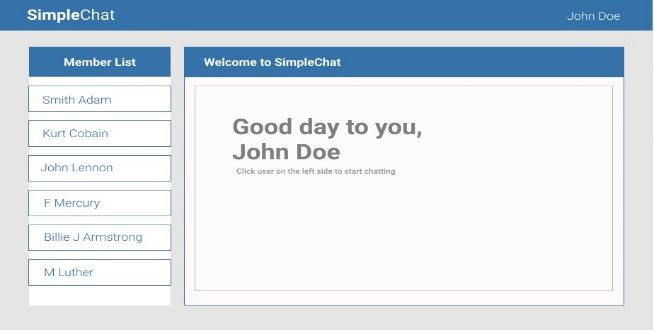 SimpleChat
John Doe
Member List
Smith Adam
Kurt Cobain
John Lennon
F Mercury
Billie J Armstrong
M Luther
Welcome to SimpleChat
Good day to you,
John Doe
Click user on the left side to start chatting